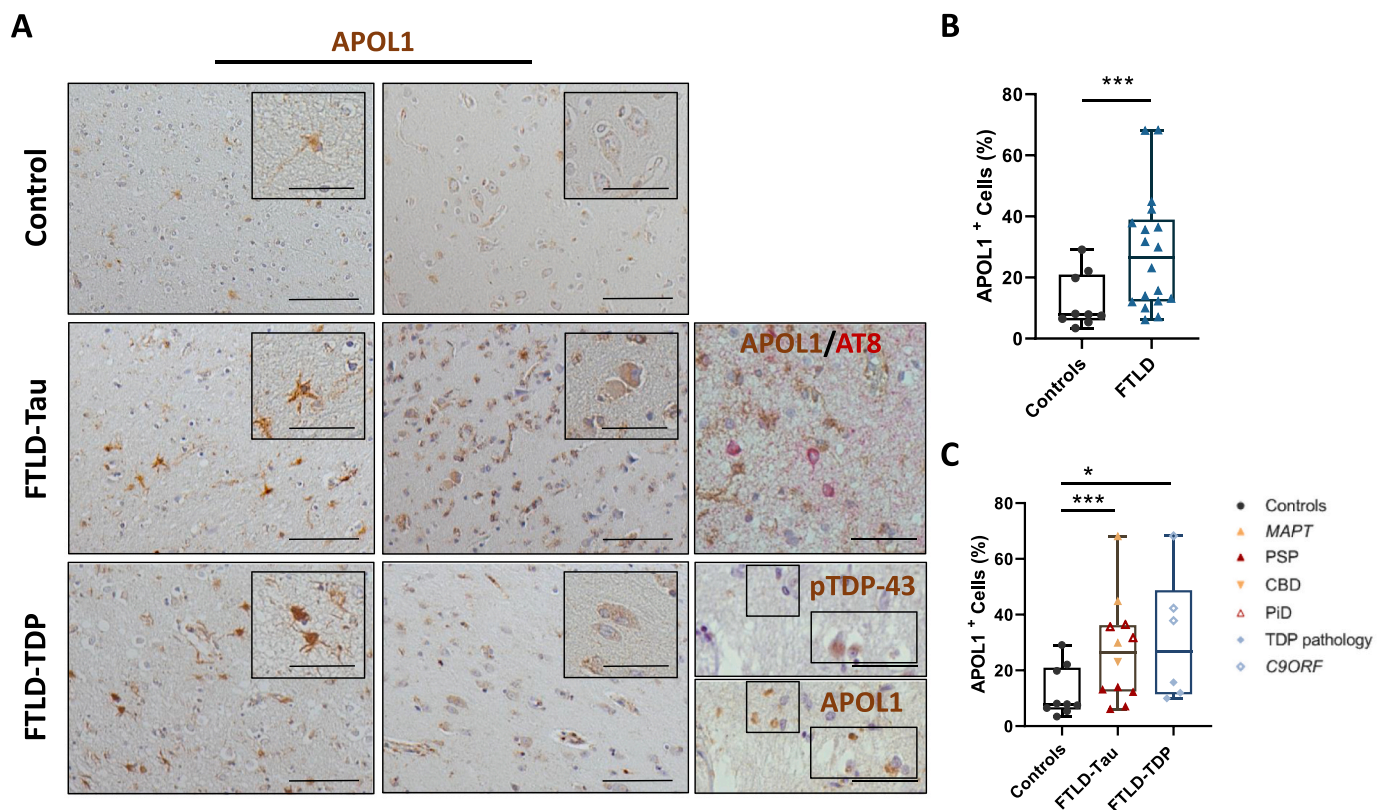 A
APOL1
Control
FTLD-Tau
APOL1/AT8
FTLD-TDP
pTDP-43
APOL1
B
***
80
60
40
20
0
APOL1 + Cells (%)
Controls
FTLD
C
*
***
80
60
40
20
0
APOL1 + Cells (%)
Controls
FTLD-Tau
FTLD-TDP
Controls
MAPT
PSP
CBD
PiD
TDP pathology
C9ORF